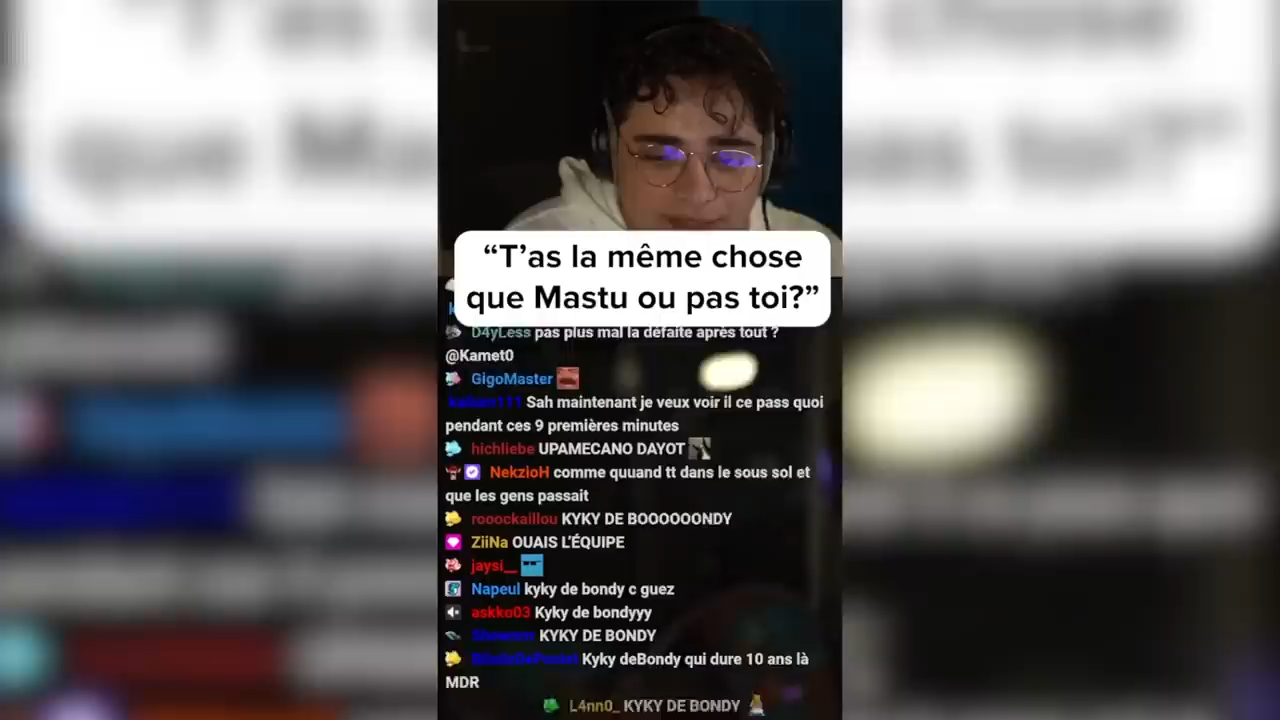 “T’as la même chose
que Mastu ou pas toi?”
D4yLess pas plus mal la défaite après tout ?
@Kamet0
GigoMaster
Sah maintenant je veux voir il ce pass quoi
pendant ces 9 premières minutes
hichliebe UPAMECANO DAYOT
NekzioH comme quuand tt dans le sous sol et
que les gens passait
rooockaillou KYKY DE BOOOOOONDY
ZiiNa OUAIS L’ÉQUIPE
jaysi__
Napeul kyky de bondy c guez
askko03 Kyky de bondyyy
KYKY DE BONDY
Kyky deBondy qui dure 10 ans là
MDR
L4nn0_ KYKY DE BONDY